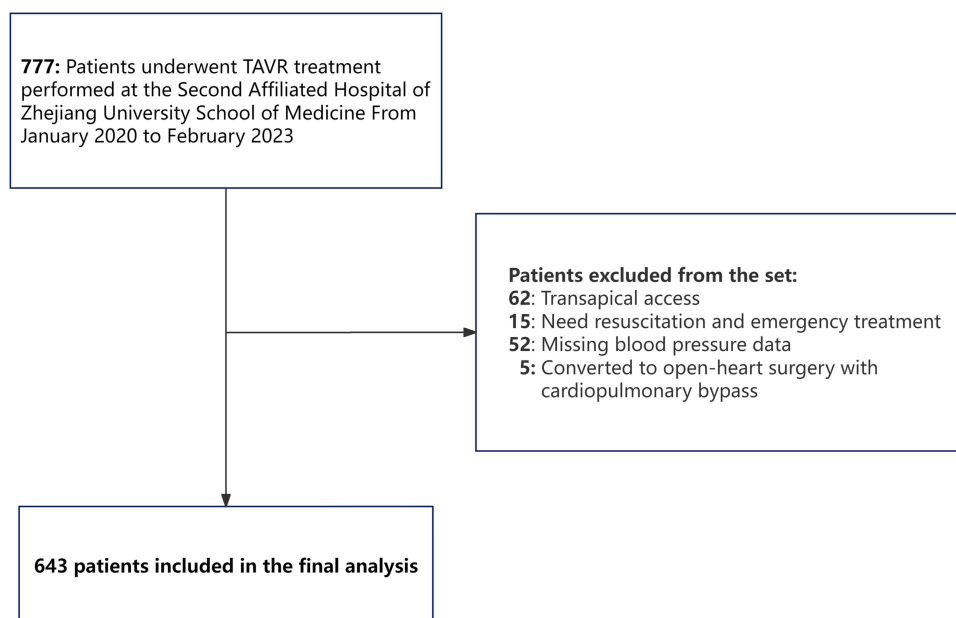 777: Patients underwent TAVR treatment
performed at the Second Affiliated Hospital of
Zhejiang University School of Medicine From
January 2020 to February 2023
Patients excluded from the set:
62: Transapical access
15: Need resuscitation and emergency treatment
52: Missing blood pressure data
5: Converted to open-heart surgery with
cardiopulmonary bypass
643 patients included in the final analysis